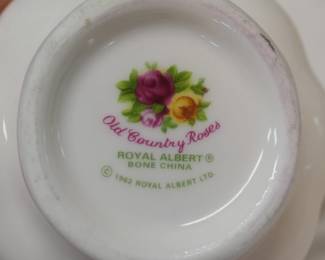 Old Country Roses
ROYAL ALBERT ®
BONE CHINA
© 1962 ROYAL ALBERT LTD.